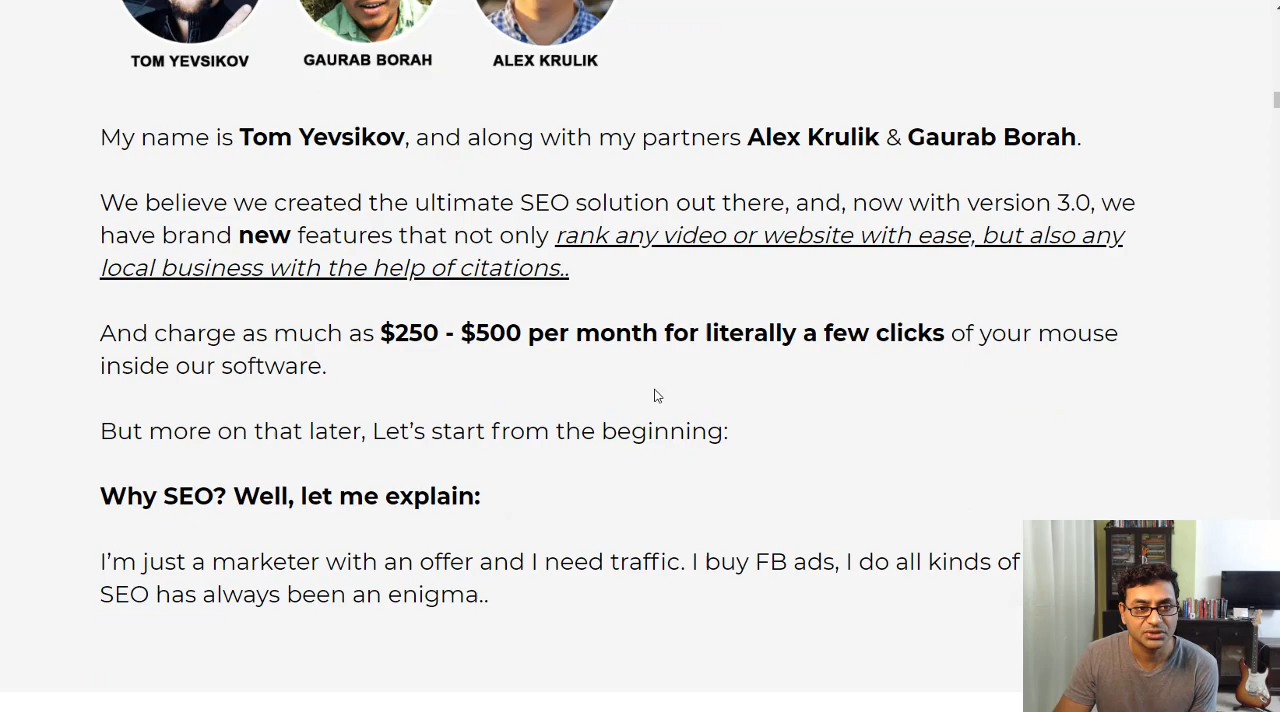 TOM YEVSIKOV
GAURAB BORAH
ALEX KRULIK
My name is Tom Yevsikov, and along with my partners Alex Krulik & Gaurab Borah.
We believe we created the ultimate SEO solution out there, and, now with version 3.0, we
have brand new features that not only rank any video or website with ease, but also any
local business with the help of citations..
And charge as much as $250 - $500 per month for literally a few clicks of your mouse
inside our software.
But more on that later, Let's start from the beginning:
Why SEO? Well, let me explain:
I'm just a marketer with an offer and I need traffic. I buy FB ads, I do all kinds of
SEO has always been an enigma..